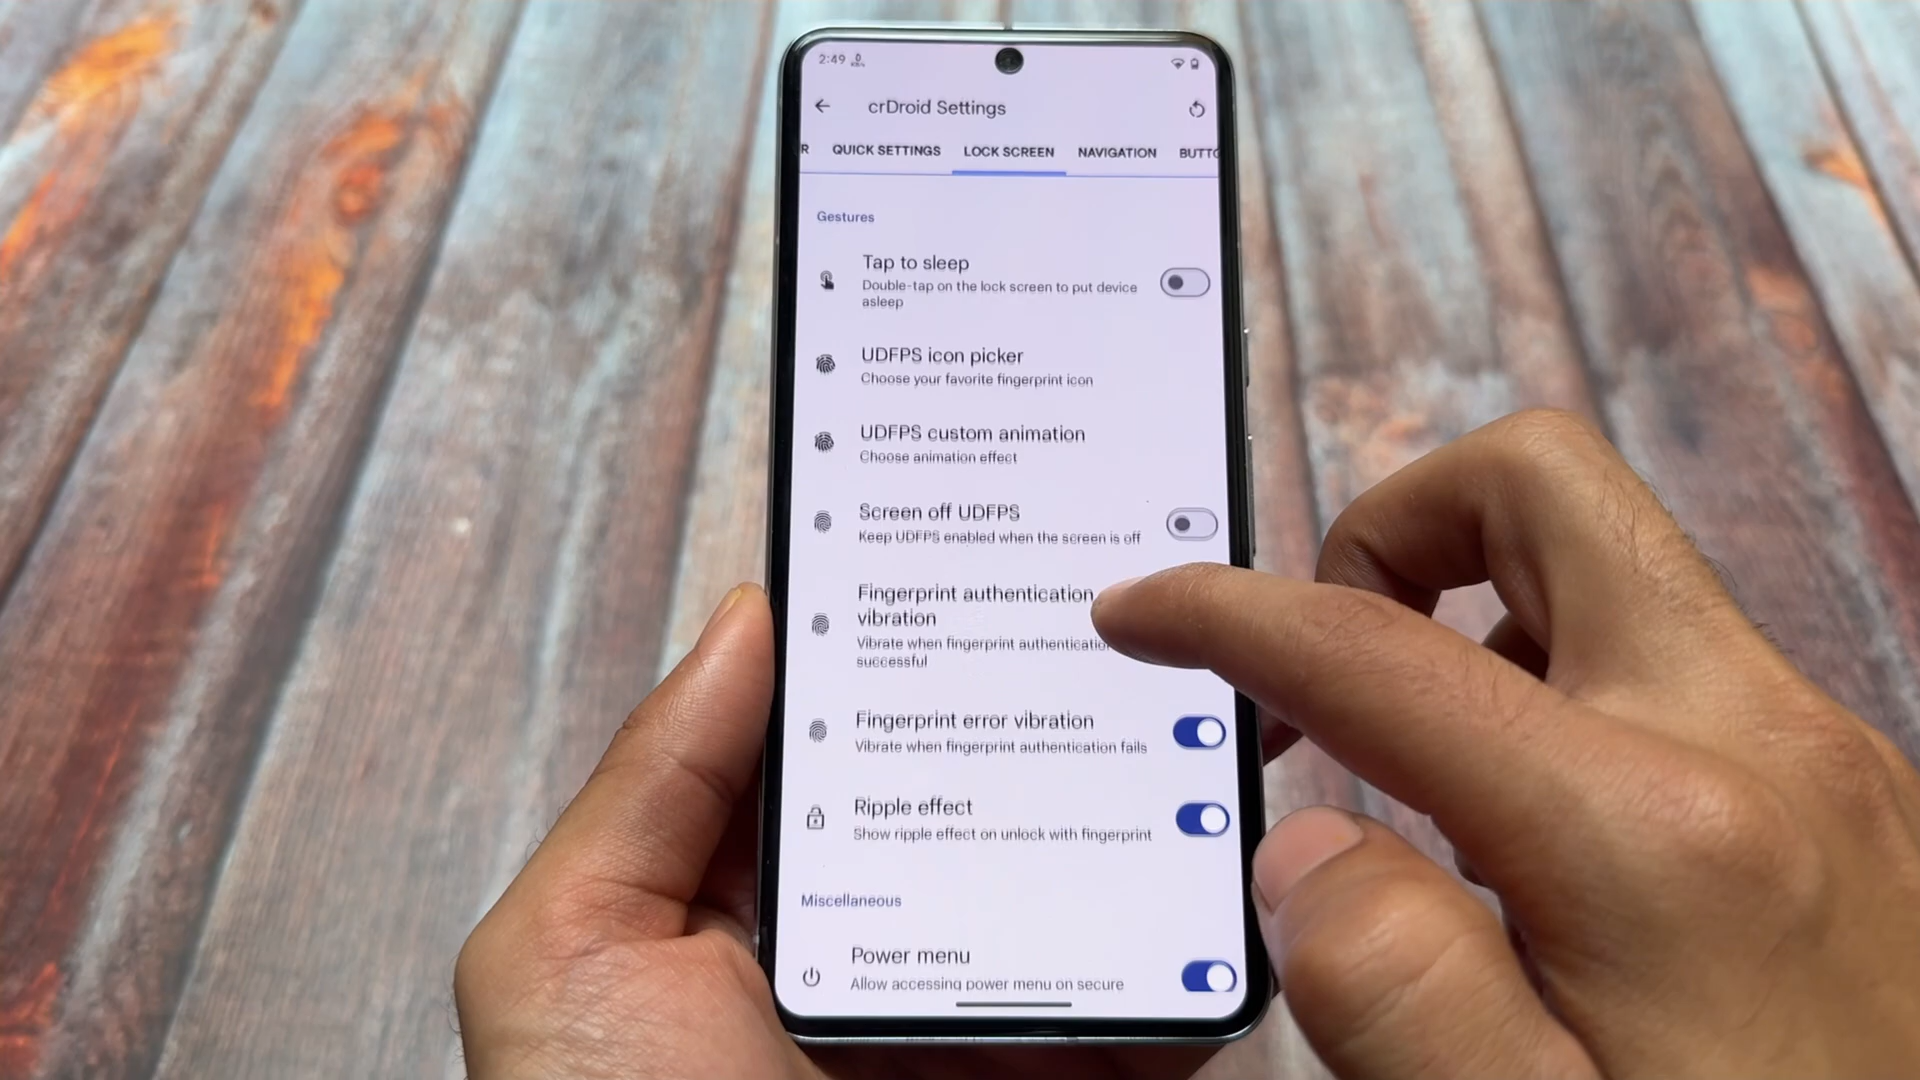 2:49
crDroid Settings
R QUICK SETTINGS LOCK SCREEN NAVIGATION BUTTO
Gestures
Tap to sleep
Double-tap on the lock screen to put device
asleep
UDFPS icon picker
Choose your favorite fingerprint icon
UDFPS custom animation
Choose animation effect
Screen off UDFPS
Keep UDFPS enabled when the screen is off
Fingerprint authentication
vibration
Vibrate when fingerprint authentication
successful
Fingerprint error vibration
Vibrate when fingerprint authentication fails
Ripple effect
Show ripple effect on unlock with fingerprint
Miscellaneous
Power menu
Allow accessing power menu on secure